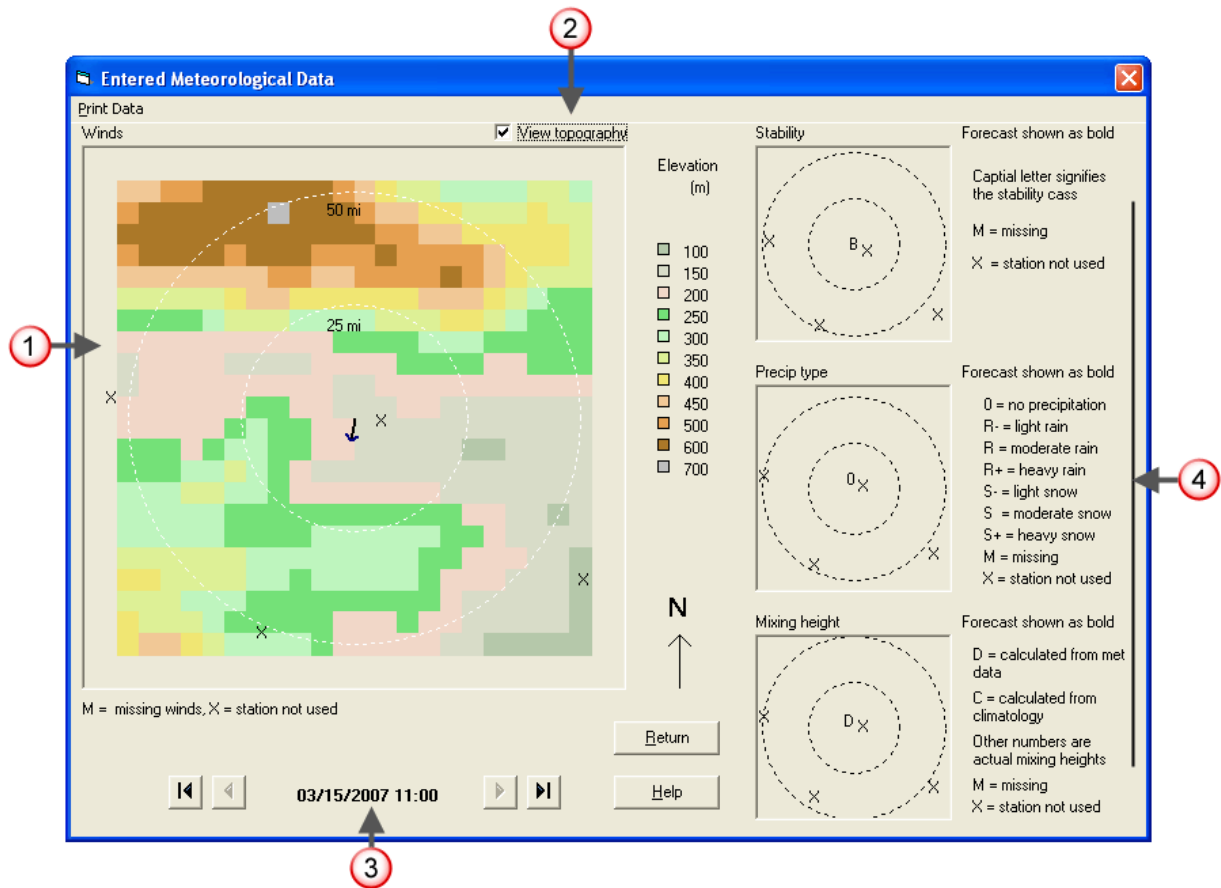 2
Entered Meteorological Data
Print Data
Winds
View topography
50 mi
25 mi
X
X
X
X
1
M = missing winds, X = station not used
Elevation
(m)
100
150
200
250
300
350
400
450
500
600
700
N
Return
Help
03/15/2007 11:00
3
Stability
Forecast shown as bold
B X
X
X
X
Captial letter signifies
the stability cass
M = missing
X = station not used
Precip type
Forecast shown as bold
0 X
X
X
X
0 = no precipitation
R- = light rain
R = moderate rain
R+ = heavy rain
S- = light snow
S = moderate snow
S+ = heavy snow
M = missing
X = station not used
4
Mixing height
Forecast shown as bold
D X
X
X
X
D = calculated from met
data
C = calculated from
climatology
Other numbers are
actual mixing heights
M = missing
X = station not used